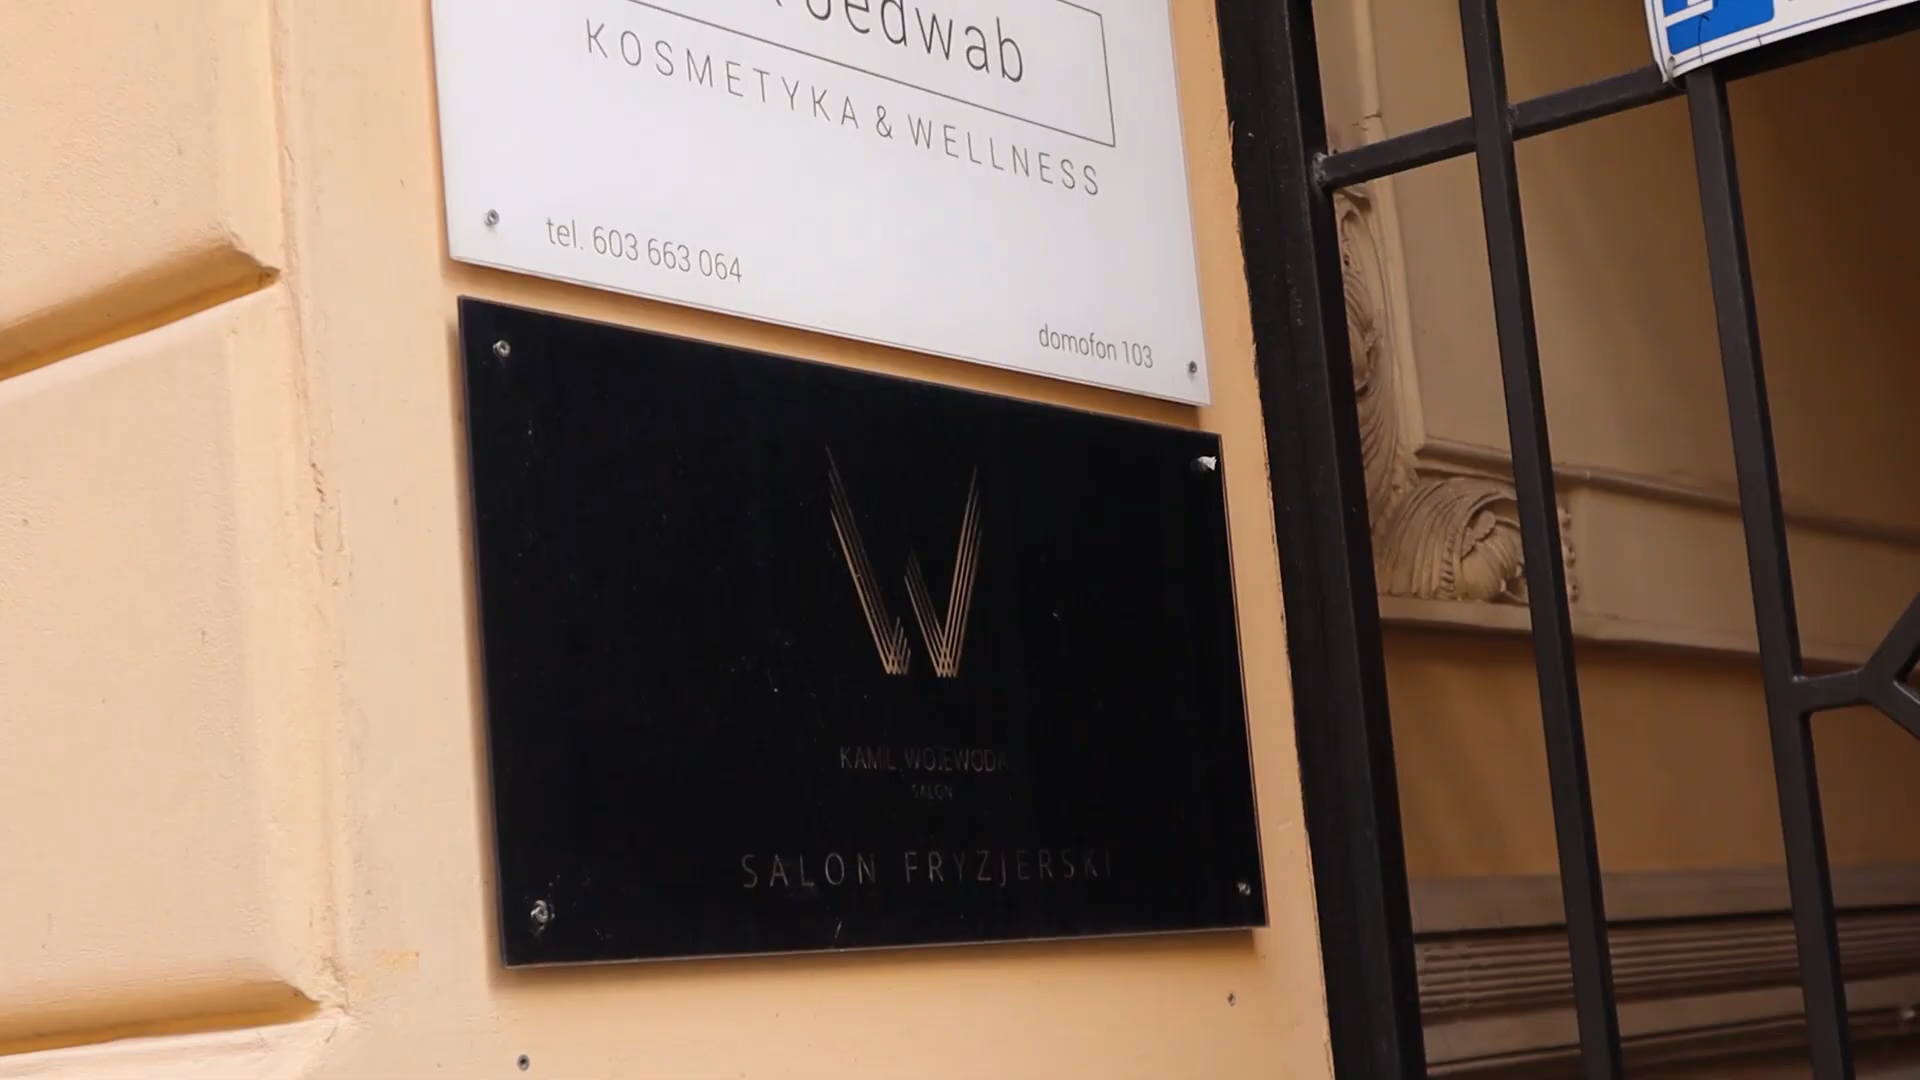 KOSMETYKA & WELLNESS
tel. 603 663 064
domofon 103
W
KAMIL WOJEWODA
SALON
SALON FRYZJERSKI